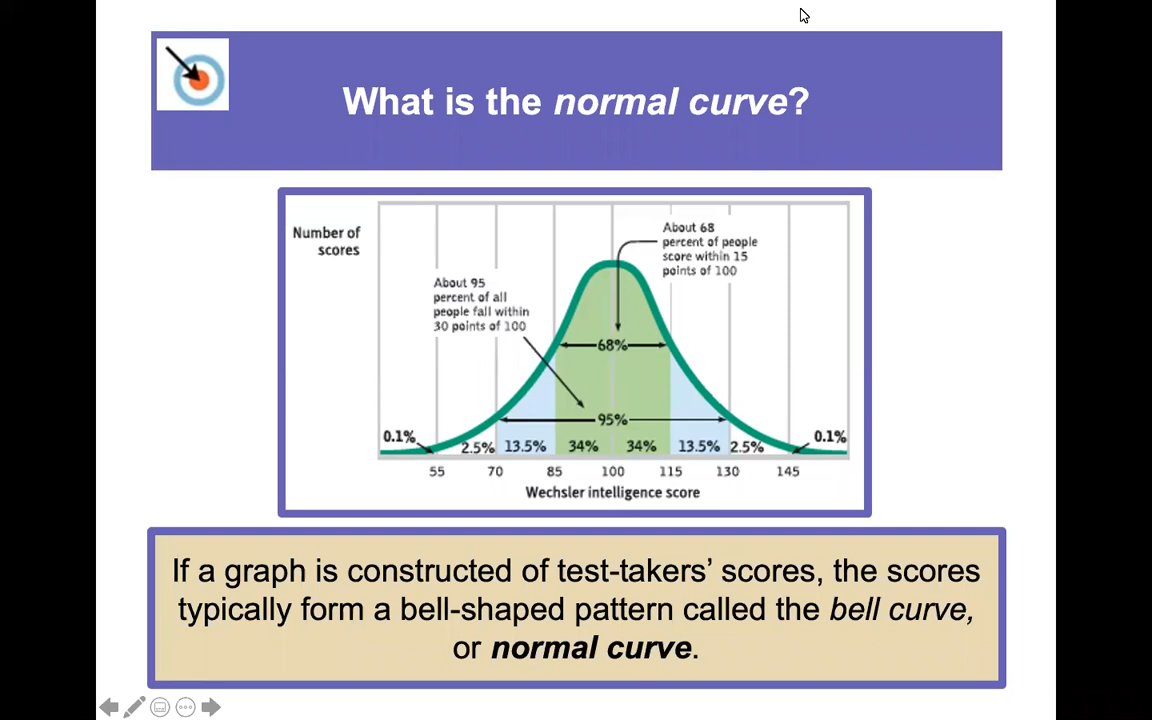 What is the normal curve?
Number of
scores
About 68
percent of people
score within 15
points of 100
About 95
percent of all
people fall within
30 points of 100
68%
95%
0.1%
2.5%
13.5%
34%
34%
13.5%
2.5%
0.1%
55
70
85
100
115
130
145
Wechsler intelligence score
If a graph is constructed of test-takers’ scores, the scores
typically form a bell-shaped pattern called the bell curve,
or normal curve.